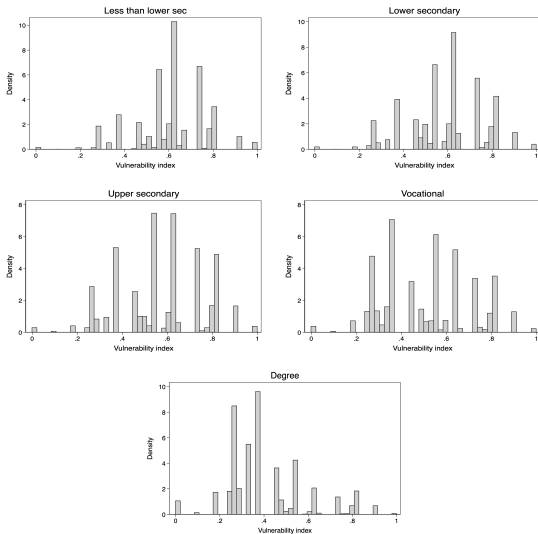 Less than lower sec
Density
10
8
6
4
2
0
0 .2 .4 .6 .8 1
Vulnerability index
Lower secondary
Density
10
8
6
4
2
0
0 .2 .4 .6 .8 1
Vulnerability index
Upper secondary
Density
8
6
4
2
0
0 .2 .4 .6 .8 1
Vulnerability index
Vocational
Density
8
6
4
2
0
0 .2 .4 .6 .8 1
Vulnerability index
Degree
Density
10
8
6
4
2
0
0 .2 .4 .6 .8 1
Vulnerability index